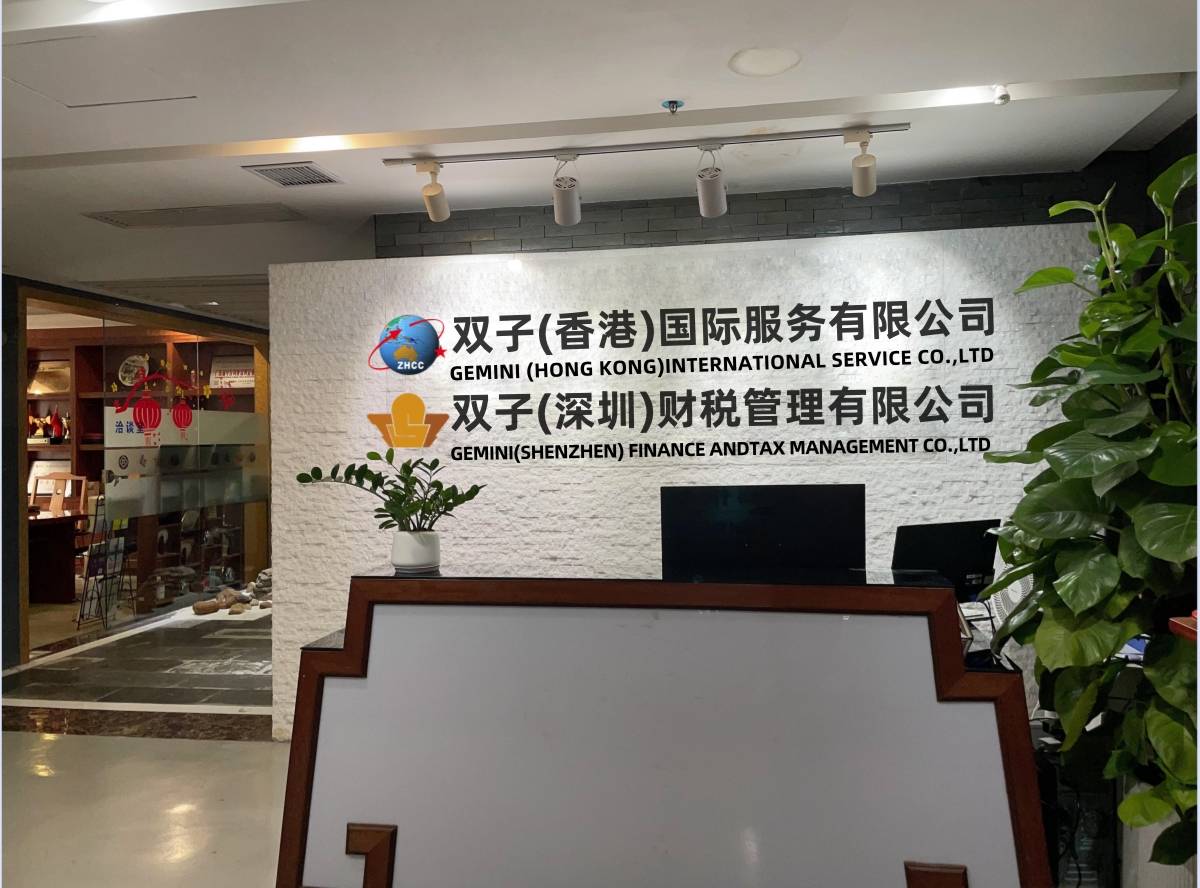 双子(香港)国际服务有限公司
GEMINI (HONG KONG)INTERNATIONAL SERVICE CO.,LTD
ZHCC
双子(深圳)财税管理有限公司
GEMINI(SHENZHEN) FINANCE ANDTAX MANAGEMENT CO.,LTD
洽谈